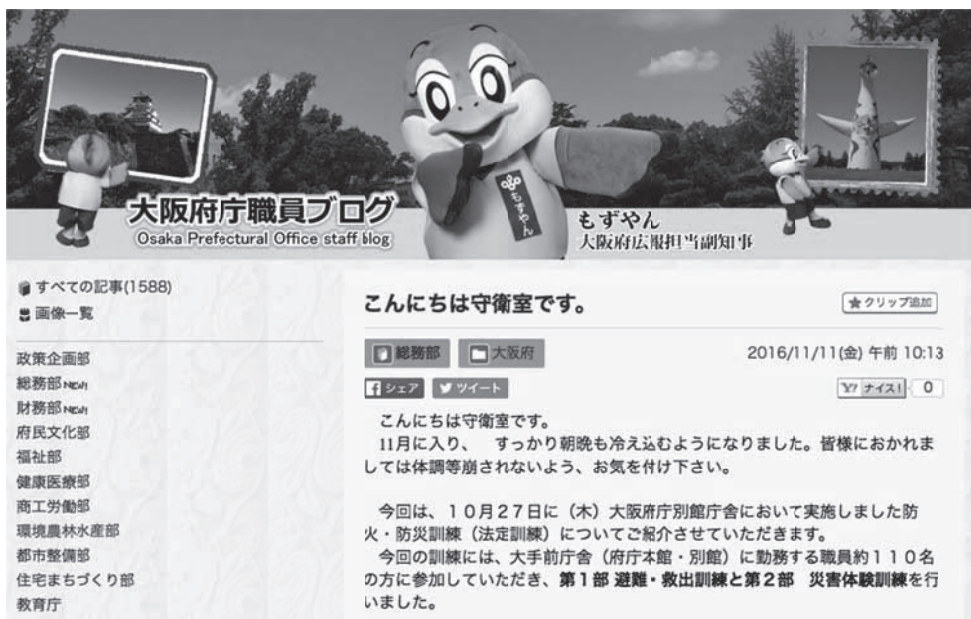 大阪府庁職員ブログ
Osaka Prefectural Office staff blog
もずやん
もずやん
大阪府広報担当副知事
すべての記事(1588)
画像一覧
政策企画部
総務部 NEW!
財務部 NEW!
府民文化部
福祉部
健康医療部
商工労働部
環境農林水産部
都市整備部
住宅まちづくり部
教育庁
こんにちは守衛室です。
★クリップ追加
総務部 大阪府
2016/11/11(金) 午前 10:13
シェア ツイート
Y! ナイス! 0
こんにちは守衛室です。
11月に入り、　すっかり朝晩も冷え込むようになりました。皆様におかれま
しては体調等崩されないよう、お気を付け下さい。
今回は、１０月２７日に（木）大阪府庁別館庁舎において実施しました防
火・防災訓練（法定訓練）についてご紹介させていただきます。
今回の訓練には、大手前庁舎（府庁本館・別館）に勤務する職員約１１０名
の方に参加していただき、第１部 避難・救出訓練と第２部　災害体験訓練を行
いました。